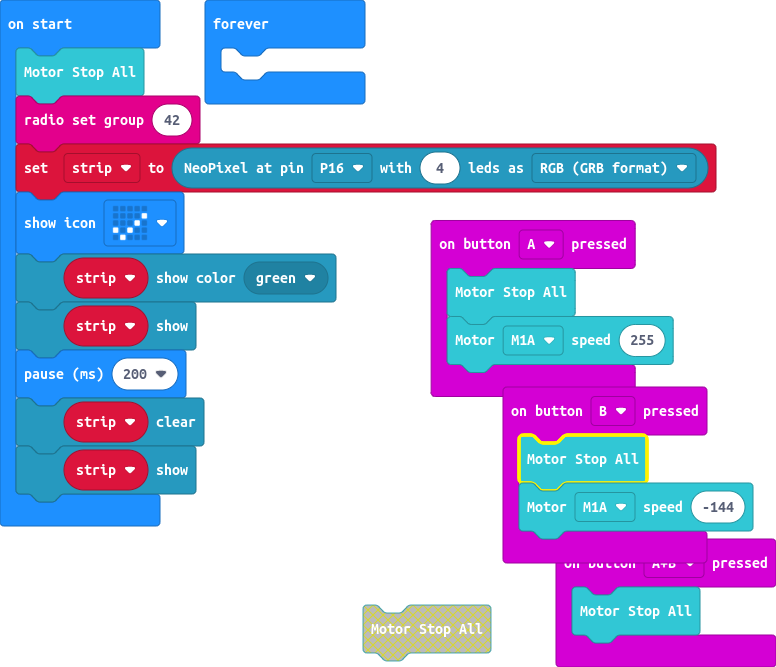 on start
Motor Stop All
radio set group 42
set strip to NeoPixel at pin P16 with 4 leds as RGB (GRB format)
show icon
strip show color green
strip show
pause (ms) 200
strip clear
strip show
forever
on button A pressed
Motor Stop All
Motor M1A speed 255
on button B pressed
Motor Stop All
Motor M1A speed -144
on button A+B pressed
Motor Stop All
Motor Stop All